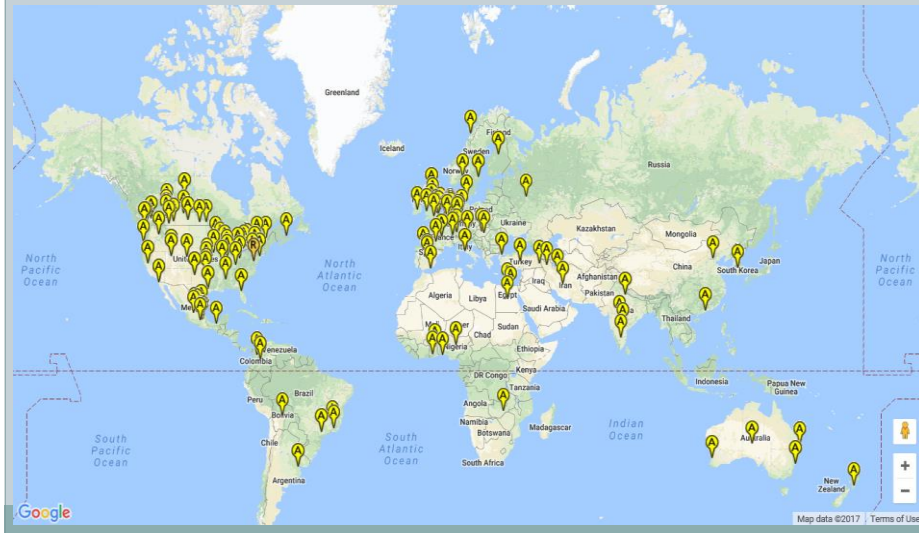 Greenland
Iceland
Finland
Sweden
Norway
Russia
Poland
Ukraine
Kazakhstan
Mongolia
North
Pacific
Ocean
North
Atlantic
Ocean
Italy
Turkey
Iraq
Iran
Afghanistan
Pakistan
China
South Korea
Japan
North
Pacific
Ocean
Algeria
Libya
Egypt
Saudi Arabia
Thailand
Chad
Sudan
Nigeria
Ethiopia
Venezuela
Colombia
Kenya
DR Congo
Tanzania
Indonesia
Papua New
Guinea
Peru
Brazil
Bolivia
Angola
Namibia
Botswana
Madagascar
Indian
Ocean
Chile
South
Pacific
Ocean
South
Atlantic
Ocean
South Africa
Argentina
Australia
New
Zealand
Google
Map data ©2017
Terms of Use